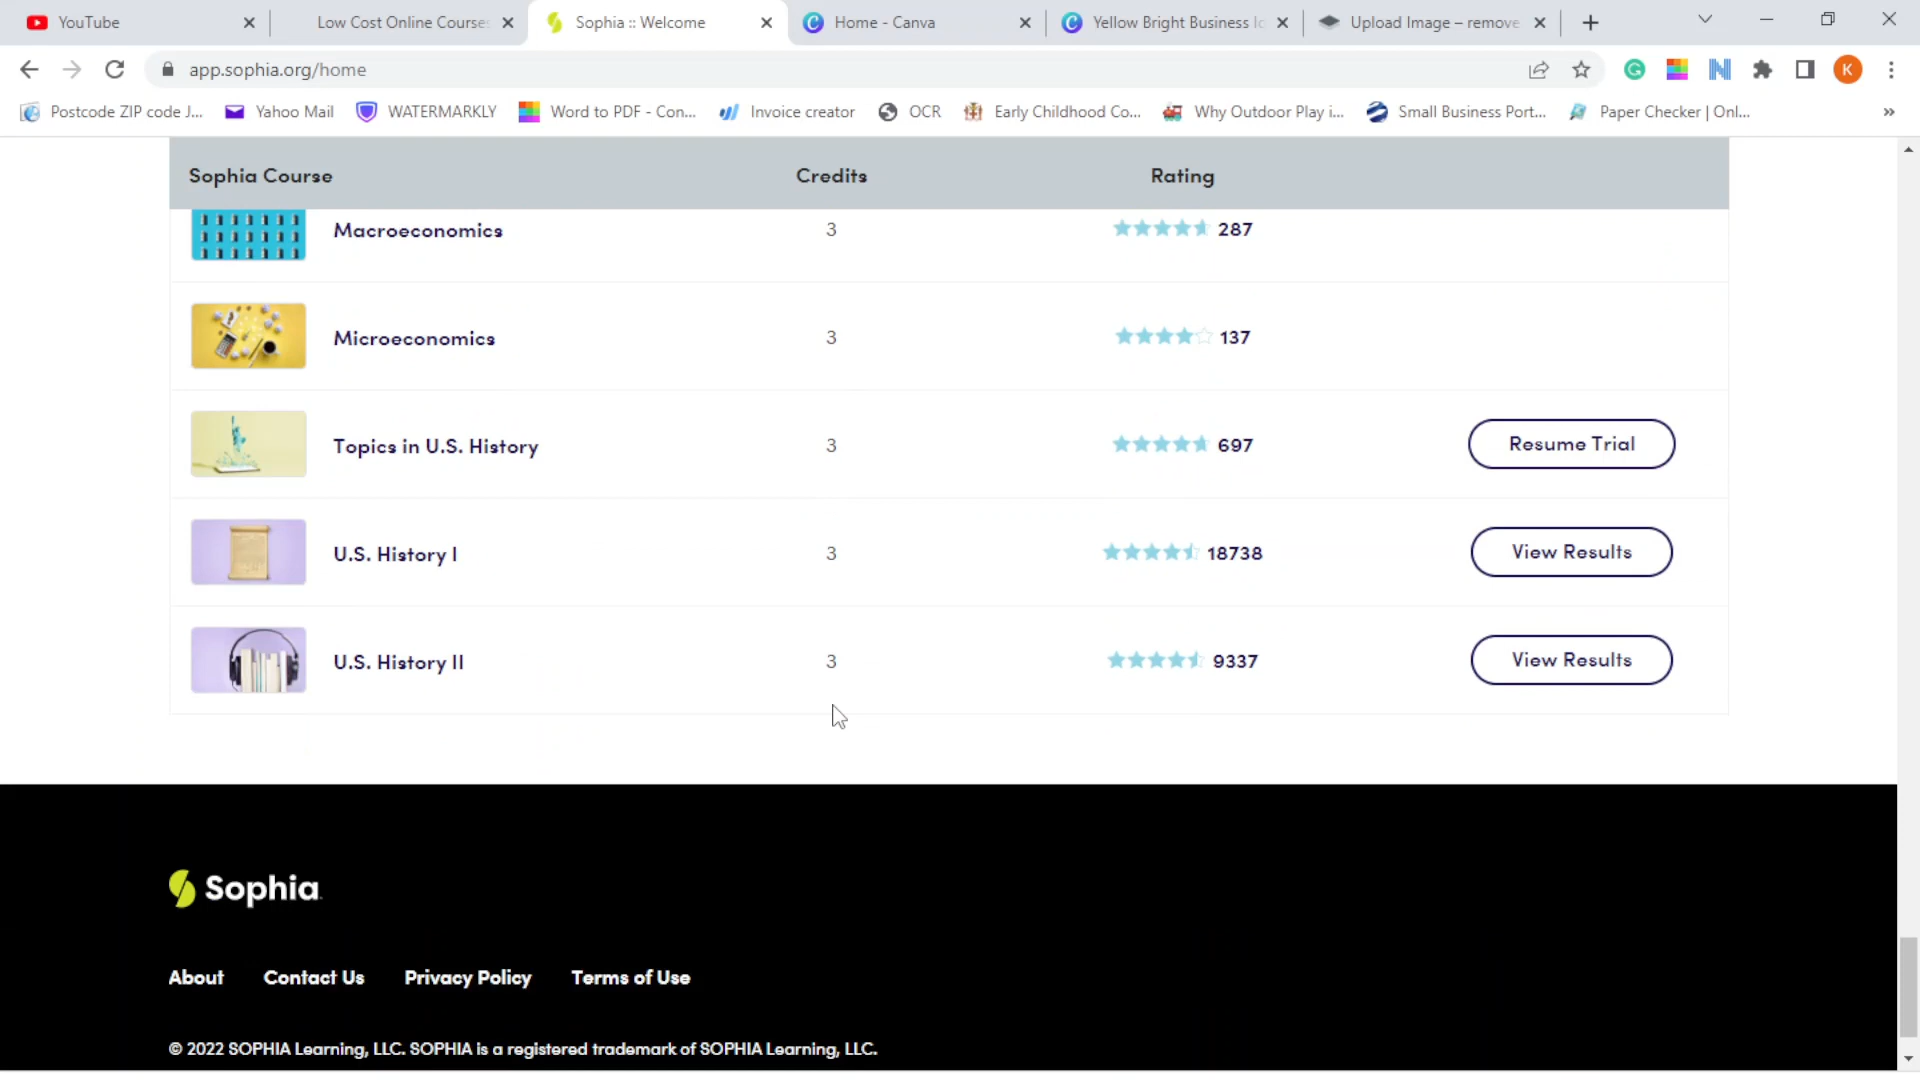 YouTube
Low Cost Online Courses
Sophia :: Welcome
Home - Canva
Yellow Bright Business Ic
Upload Image – remove
app.sophia.org/home
K
Postcode ZIP code J...
Yahoo Mail
WATERMARKLY
Word to PDF - Con...
Invoice creator
OCR
Early Childhood Co...
Why Outdoor Play i...
Small Business Port...
Paper Checker | Onl...
Sophia Course Credits Rating
Macroeconomics 3 287
Microeconomics 3 137
Topics in U.S. History 3 697 Resume Trial
U.S. History I 3 18738 View Results
U.S. History II 3 9337 View Results
Sophia.
About Contact Us Privacy Policy Terms of Use
© 2022 SOPHIA Learning, LLC. SOPHIA is a registered trademark of SOPHIA Learning, LLC.